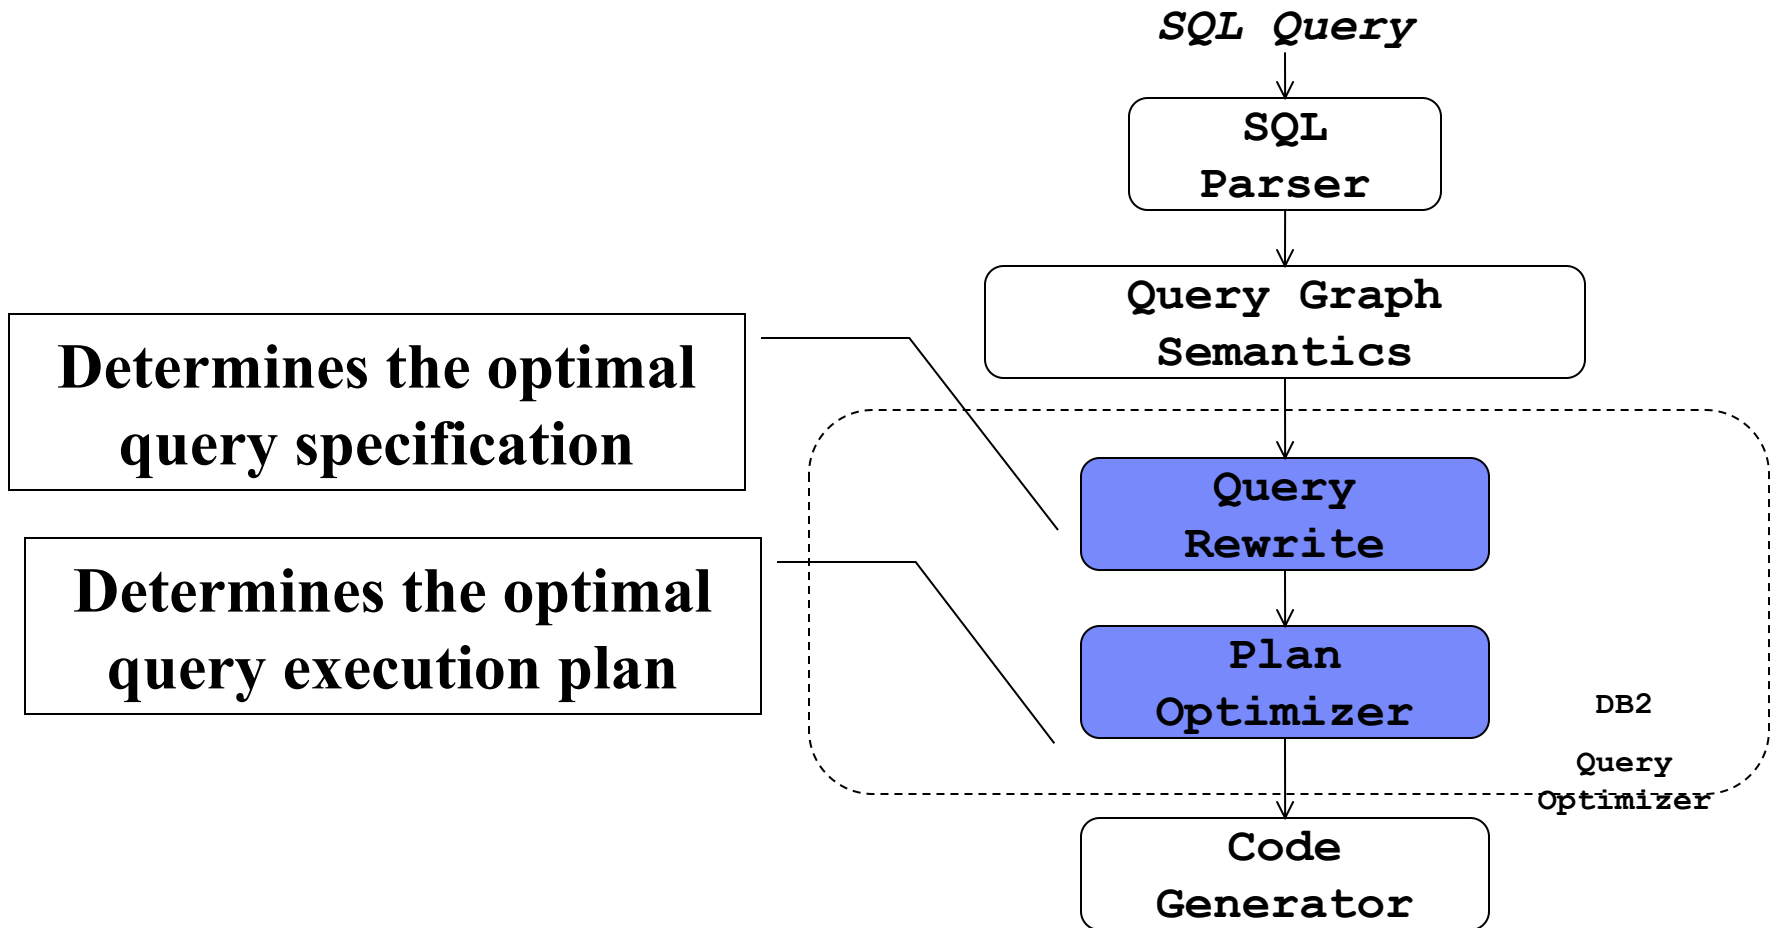 SQL Query
SQL
Parser
Query Graph
Semantics
Determines the optimal
query specification
Query
Rewrite
Determines the optimal
query execution plan
Plan
Optimizer
DB2
Query
Optimizer
Code
Generator